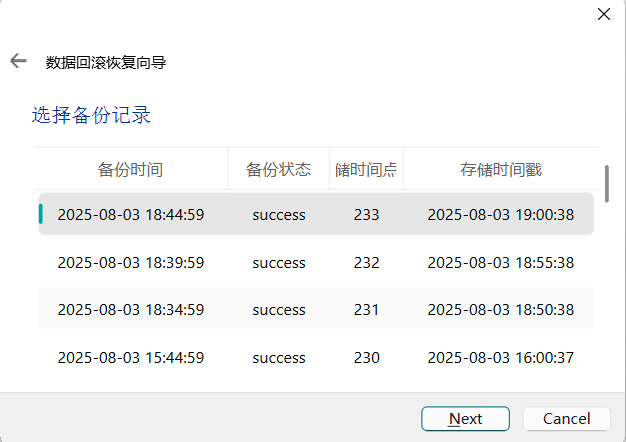 数据回滚恢复向导
选择备份记录
备份时间 备份状态 储时间点 存储时间戳
2025-08-03 18:44:59 success 233 2025-08-03 19:00:38
2025-08-03 18:39:59 success 232 2025-08-03 18:55:38
2025-08-03 18:34:59 success 231 2025-08-03 18:50:38
2025-08-03 15:44:59 success 230 2025-08-03 16:00:37
Next Cancel